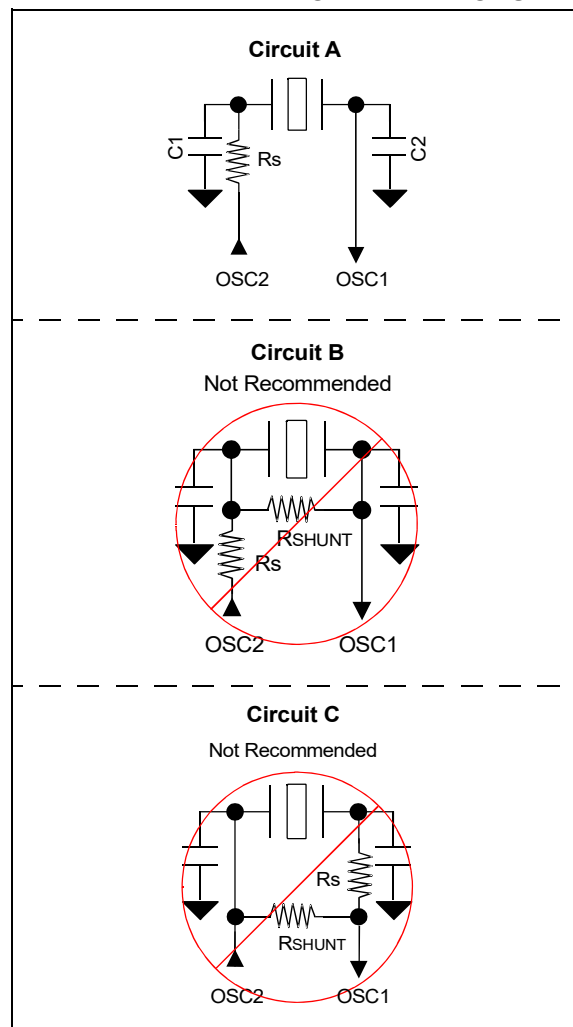 Circuit A
C1
Rs
C2
OSC2 OSC1
Circuit B
Not Recommended
RSHUNT
Rs
OSC2 OSC1
Circuit C
Not Recommended
Rs
RSHUNT
OSC2 OSC1